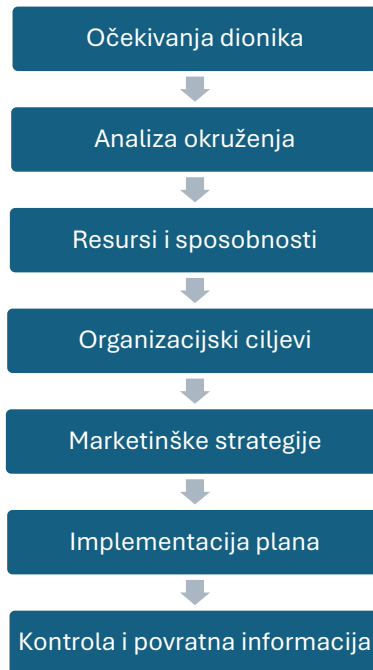 Očekivanja dionika
Analiza okruženja
Resursi i sposobnosti
Organizacijski ciljevi
Marketinške strategije
Implementacija plana
Kontrola i povratna informacija